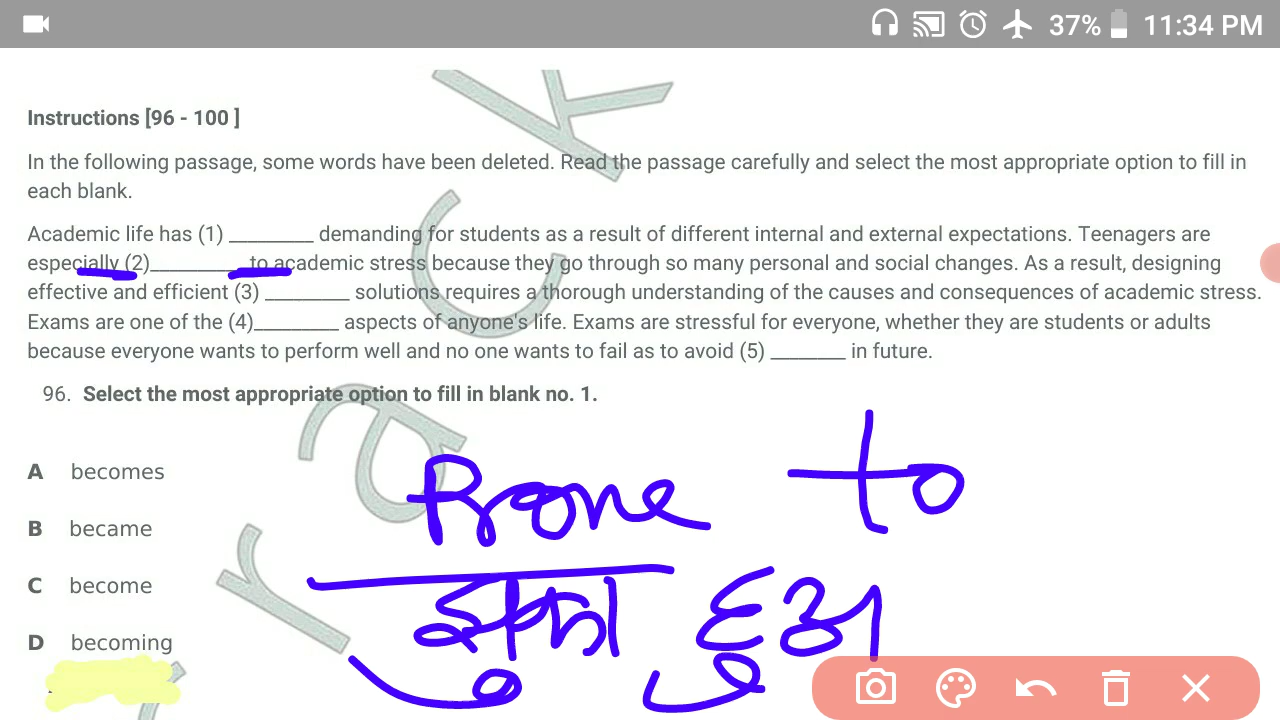 37% 11:34 PM
Instructions [96 - 100 ]
In the following passage, some words have been deleted. Read the passage carefully and select the most appropriate option to fill in
each blank.
Academic life has (1) ________ demanding for students as a result of different internal and external expectations. Teenagers are
especially (2)_________ to academic stress because they go through so many personal and social changes. As a result, designing
effective and efficient (3) ________ solutions requires a thorough understanding of the causes and consequences of academic stress.
Exams are one of the (4)________ aspects of anyone's life. Exams are stressful for everyone, whether they are students or adults
because everyone wants to perform well and no one wants to fail as to avoid (5) _______ in future.
96. Select the most appropriate option to fill in blank no. 1.
A becomes
B became
C become
D becoming
Prone to
झुका हुआ